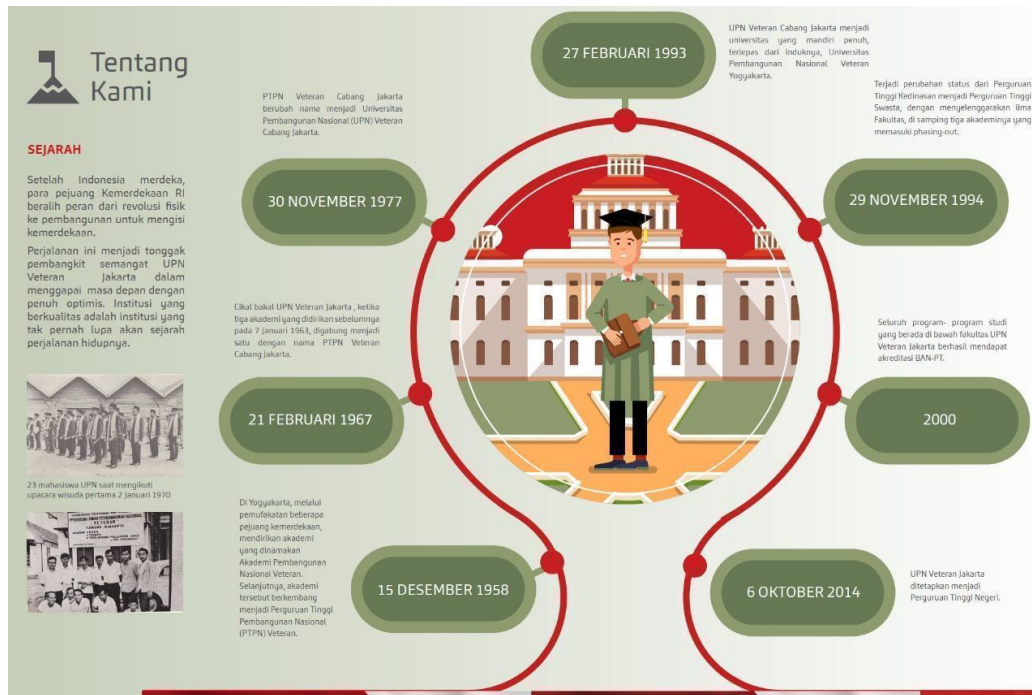 Tentang
Kami
SEJARAH
Setelah Indonesia merdeka,
para pejuang Kemerdekaan RI
beralih peran dari revolusi fisik
ke pembangunan untuk mengisi
kemerdekaan.
Perjalanan ini menjadi tonggak
pembangkit semangat UPN
Veteran Jakarta dalam
menggapai masa depan dengan
penuh optimis. Institusi yang
berkualitas adalah institusi yang
tak pernah lupa akan sejarah
perjalanan hidupnya.
23 mahasiswa UPN saat mengikuti
upacara wisuda pertama 2 Januari 1970
"VETERAN"
Di Yogyakarta, melalui
pemufakatan beberapa
pejuang kemerdekaan,
mendirikan akademi
yang dinamakan
Akademi Pembangunan
Nasional Veteran.
Selanjutnya, akademi
tersebut berkembang
menjadi Perguruan Tinggi
Pembangunan Nasional
(PTPN) Veteran.
15 DESEMBER 1958
Cikal bakal UPN Veteran Jakarta , ketika
tiga akademi yang didirikan sebelumnya
pada 7 Januari 1963, digabung menjadi
satu dengan nama PTPN Veteran
Cabang Jakarta.
21 FEBRUARI 1967
PTPN Veteran Cabang Jakarta
berubah nama menjadi Universitas
Pembangunan Nasional (UPN) Veteran
Cabang Jakarta.
30 NOVEMBER 1977
27 FEBRUARI 1993
UPN Veteran Cabang Jakarta menjadi
universitas yang mandiri penuh,
terlepas dari induknya, Universitas
Pembangunan Nasional Veteran
Yogyakarta.
Terjadi perubahan status dari Perguruan
Tinggi Kedinasan menjadi Perguruan Tinggi
Swasta, dengan menyelenggarakan lima
Fakultas, di samping tiga akademinya yang
memasuki phasing-out.
29 NOVEMBER 1994
Seluruh program- program studi
yang berada di bawah fakultas UPN
Veteran Jakarta berhasil mendapat
akreditasi BAN-PT.
2000
6 OKTOBER 2014
UPN Veteran Jakarta
ditetapkan menjadi
Perguruan Tinggi Negeri.